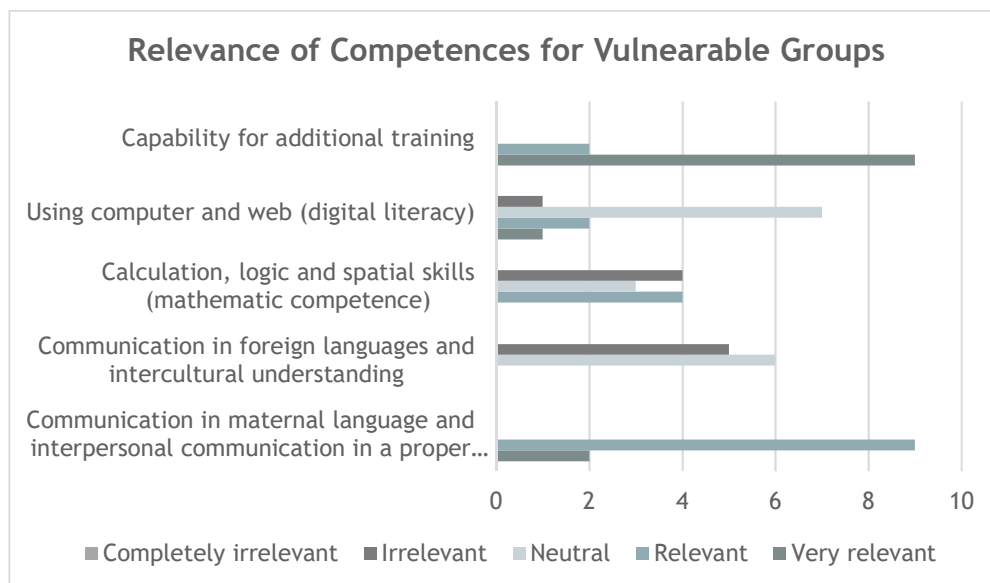 Relevance of Competences for Vulnearable Groups
Capability for additional training
Using computer and web (digital literacy)
Calculation, logic and spatial skills
(mathematic competence)
Communication in foreign languages and
intercultural understanding
Communication in maternal language and
interpersonal communication in a proper…
0 2 4 6 8 10
Completely irrelevant Irrelevant Neutral Relevant Very relevant